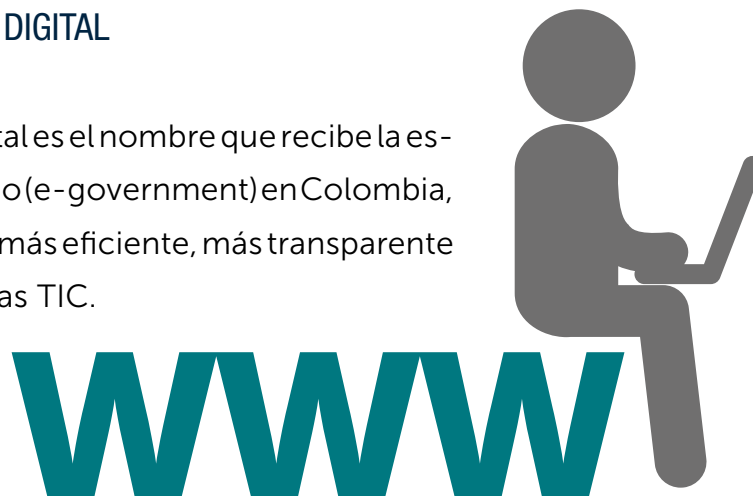 DIGITAL
tal es el nombre que recibe la es-
o (e-government) en Colombia,
más eficiente, más transparente
as TIC.
WWW